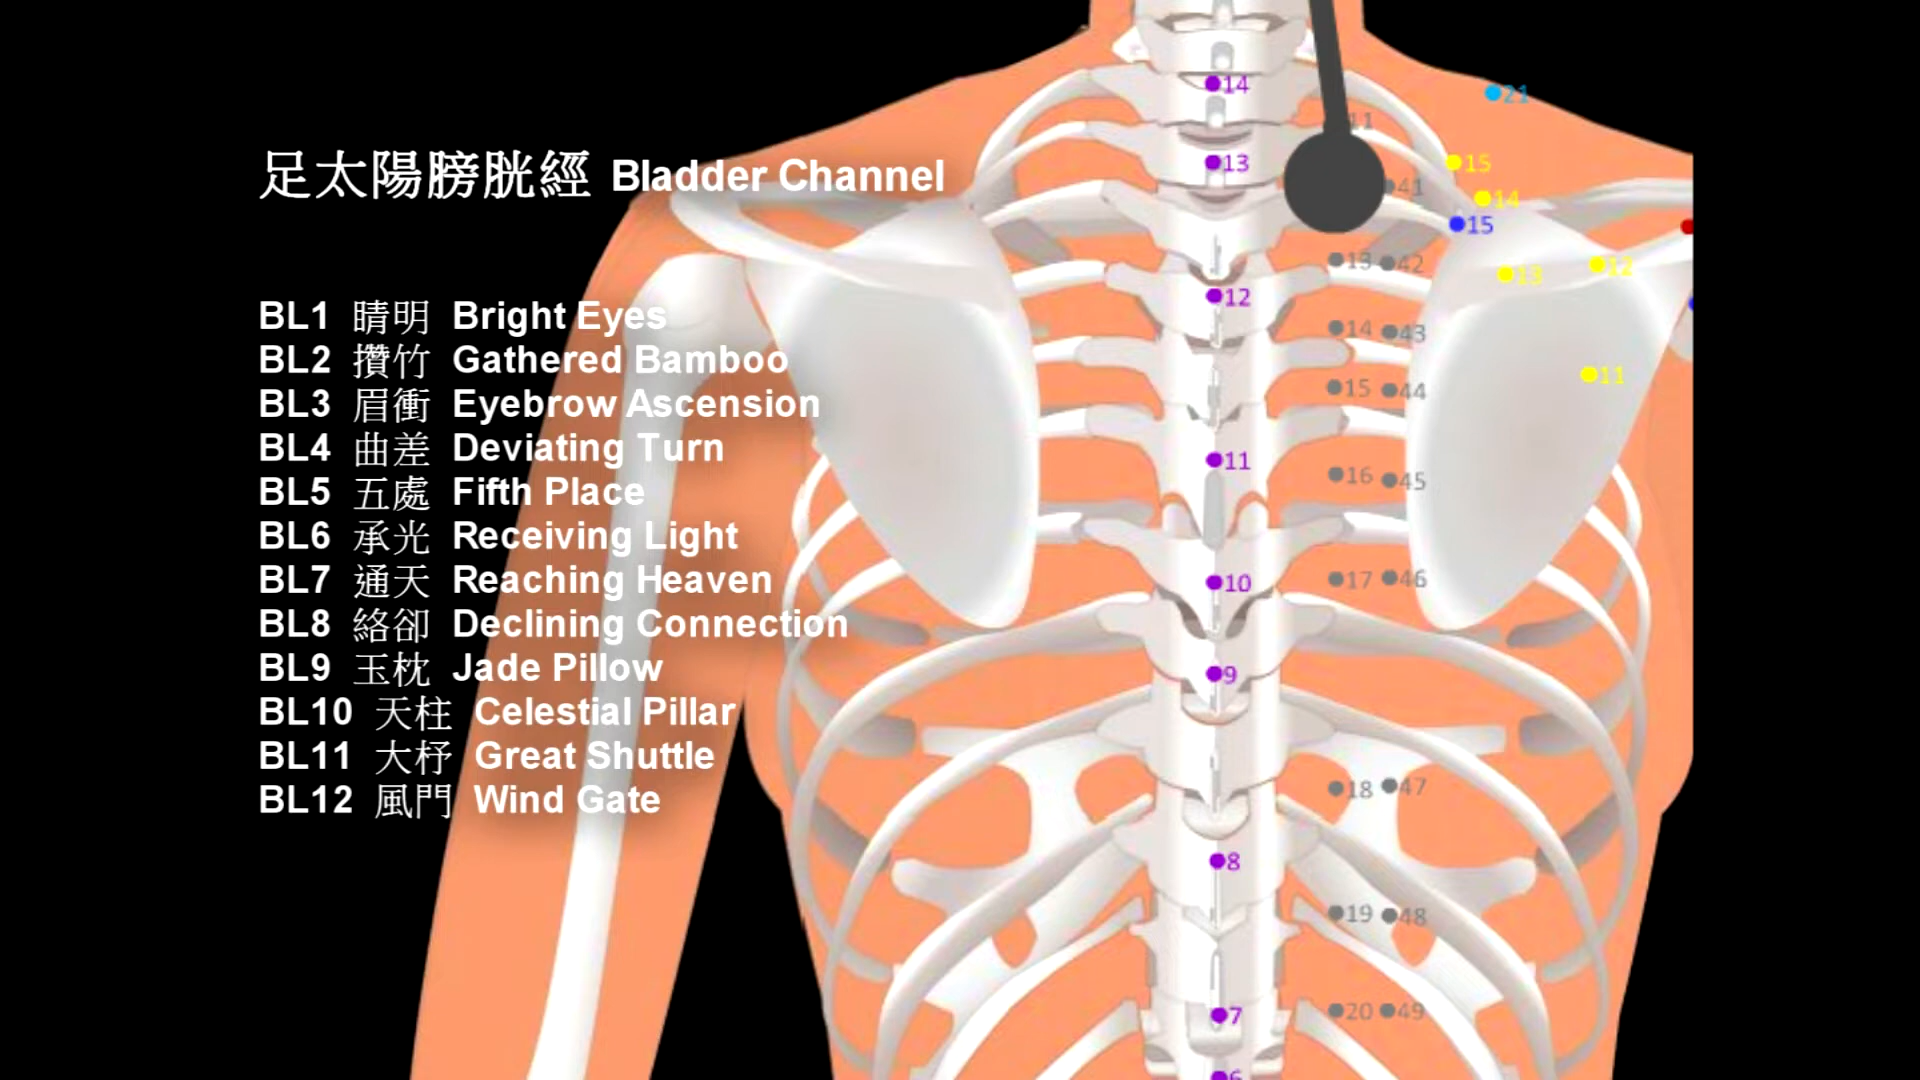 足太陽膀胱經 Bladder Channel
BL1 睛明 Bright Eyes
BL2 攢竹 Gathered Bamboo
BL3 眉衝 Eyebrow Ascension
BL4 曲差 Deviating Turn
BL5 五處 Fifth Place
BL6 承光 Receiving Light
BL7 通天 Reaching Heaven
BL8 絡卻 Declining Connection
BL9 玉枕 Jade Pillow
BL10 天柱 Celestial Pillar
BL11 大杼 Great Shuttle
BL12 風門 Wind Gate
14
21
11
13
15
41
14
15
13 42
12
13
12
14 43
11
15 44
11
16 45
10
17 46
9
18 47
8
19 48
7
20 49
6